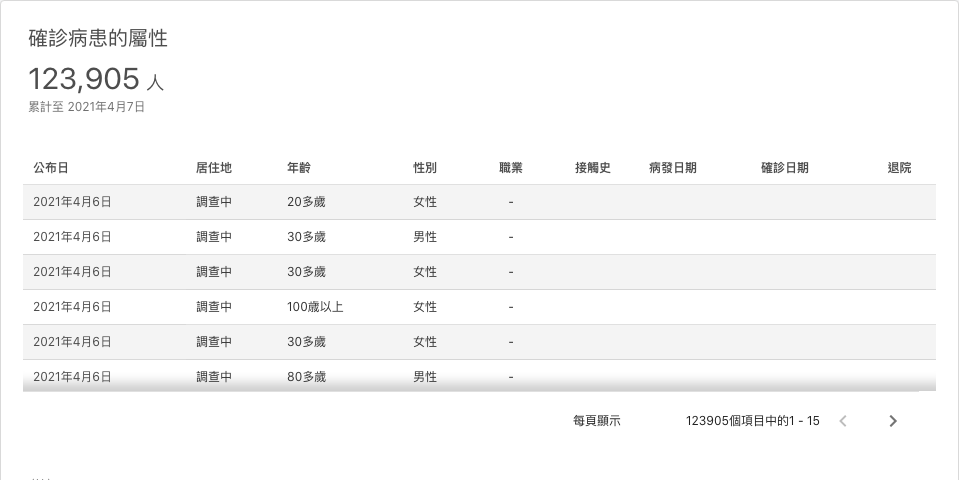 確診病患的屬性
123,905 人
累計至 2021年4月7日
公布日 居住地 年齡 性別 職業 接觸史 病發日期 確診日期 退院
2021年4月6日 調查中 20多歲 女性 -
2021年4月6日 調查中 30多歲 男性 -
2021年4月6日 調查中 30多歲 女性 -
2021年4月6日 調查中 100歲以上 女性 -
2021年4月6日 調查中 30多歲 女性 -
2021年4月6日 調查中 80多歲 男性 -
每頁顯示 123905個項目中的1 - 15